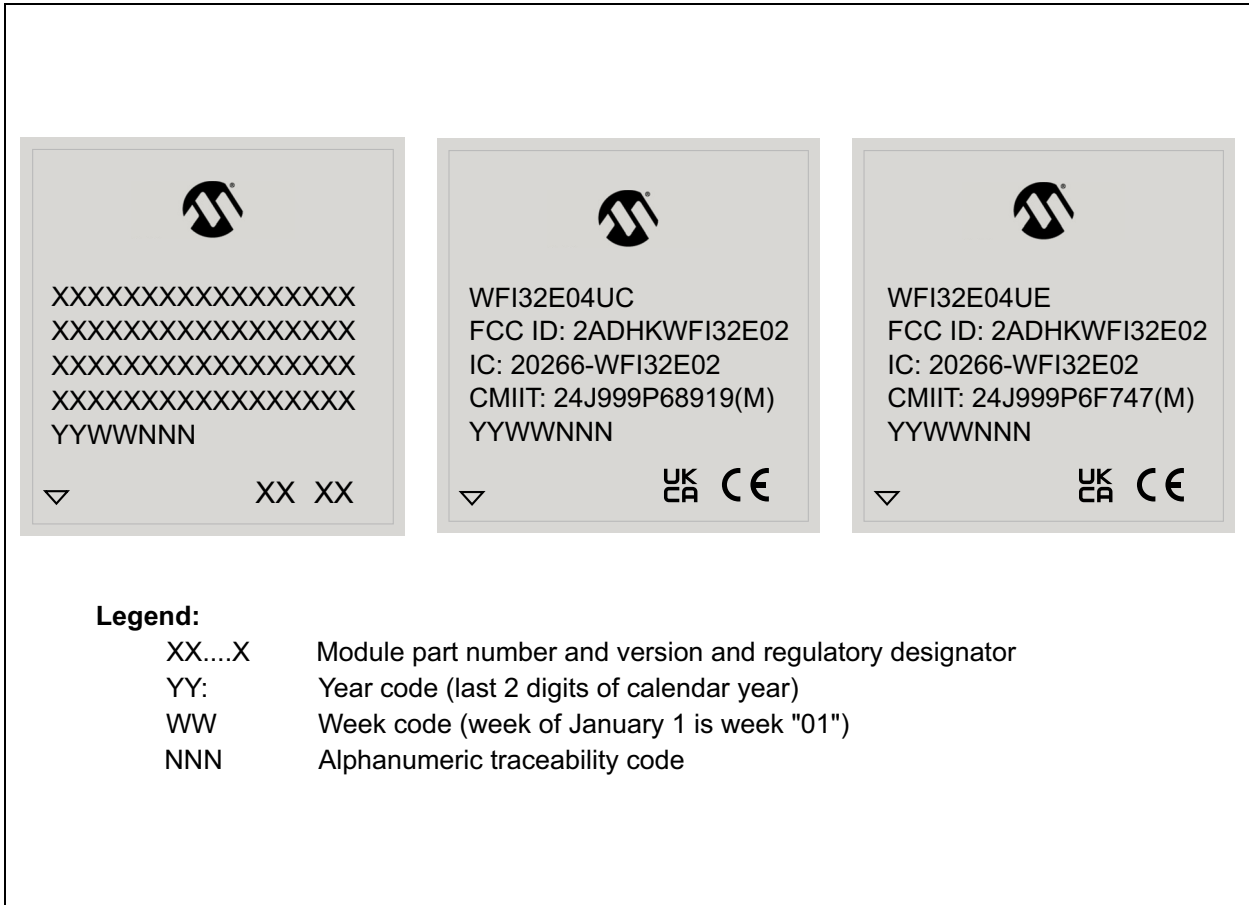 XXXXXXXXXXXXXXXXX
XXXXXXXXXXXXXXXXX
XXXXXXXXXXXXXXXXX
XXXXXXXXXXXXXXXXX
YYWWNNN
XX XX
WFI32E04UC
FCC ID: 2ADHKWFI32E02
IC: 20266-WFI32E02
CMIIT: 24J999P68919(M)
YYWWNNN
UK
CA CE
WFI32E04UE
FCC ID: 2ADHKWFI32E02
IC: 20266-WFI32E02
CMIIT: 24J999P6F747(M)
YYWWNNN
UK
CA CE
Legend:
XX....X Module part number and version and regulatory designator
YY: Year code (last 2 digits of calendar year)
WW Week code (week of January 1 is week "01")
NNN Alphanumeric traceability code